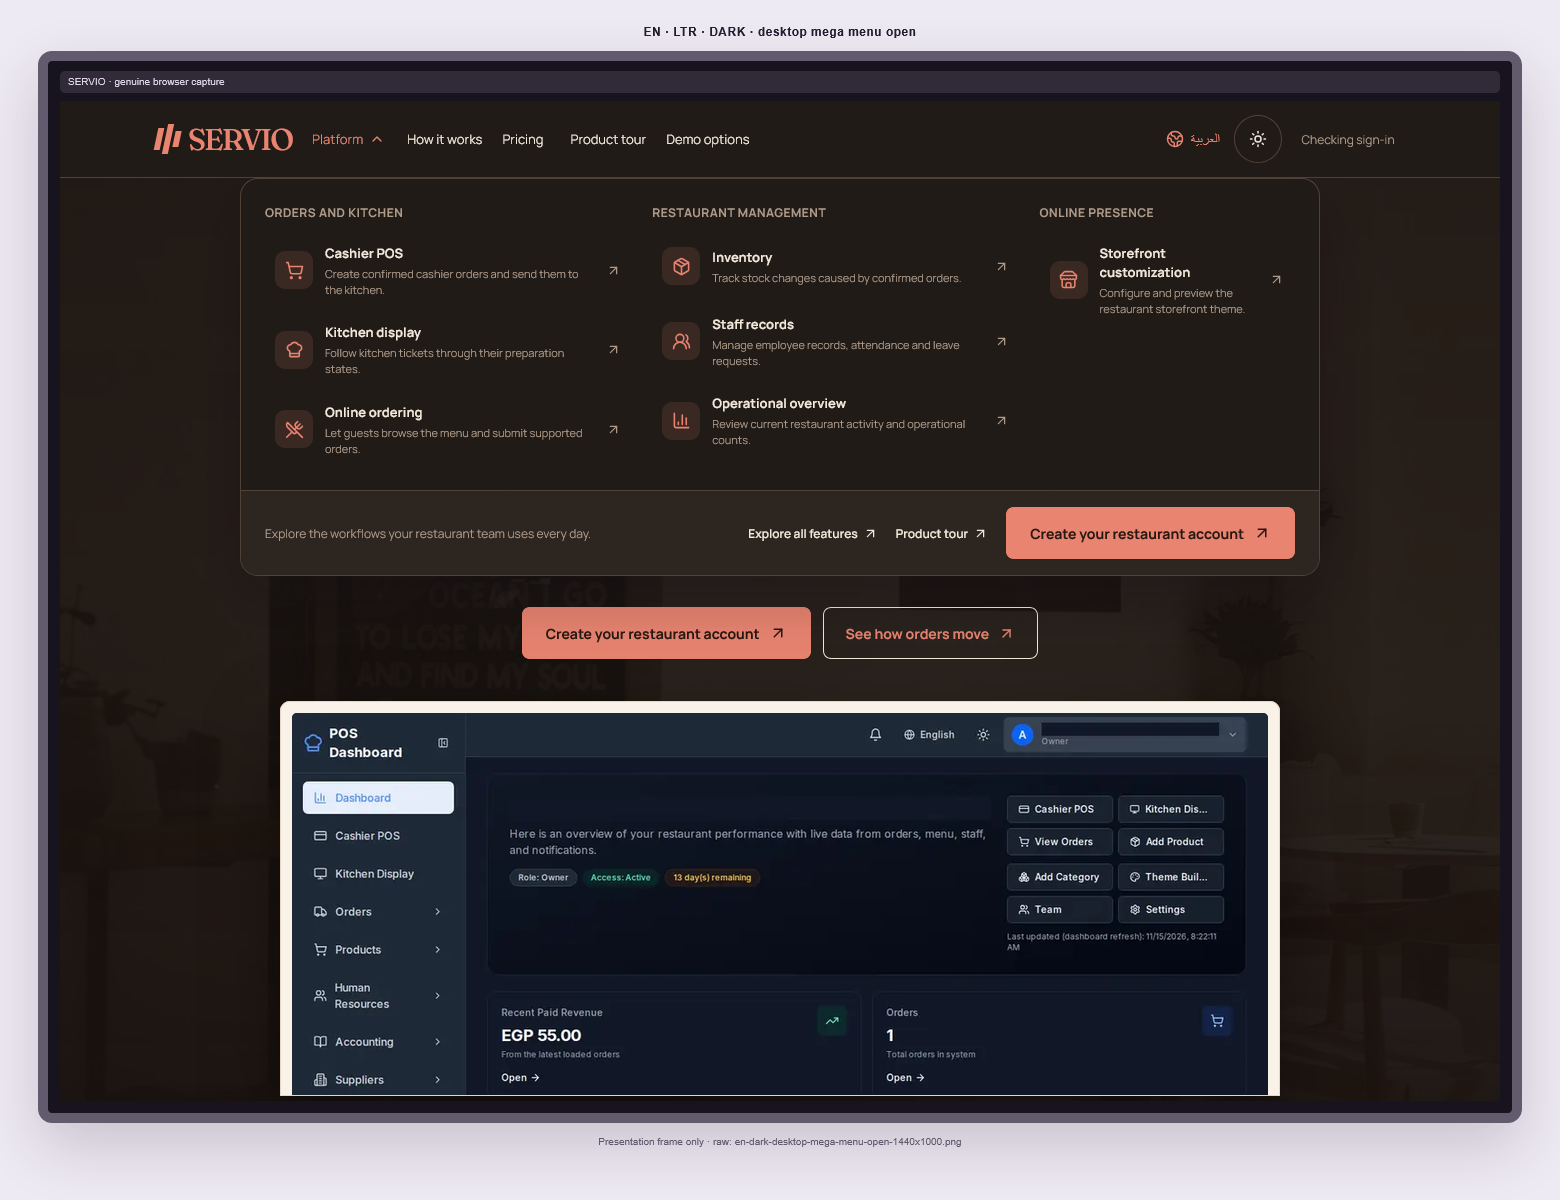 EN · LTR · DARK · desktop mega menu open
SERVIO · genuine browser capture
SERVIO
Platform
How it works
Pricing
Product tour
Demo options
العربية
Checking sign-in
ORDERS AND KITCHEN
Cashier POS
Create confirmed cashier orders and send them to
the kitchen.
Kitchen display
Follow kitchen tickets through their preparation
states.
Online ordering
Let guests browse the menu and submit supported
orders.
RESTAURANT MANAGEMENT
Inventory
Track stock changes caused by confirmed orders.
Staff records
Manage employee records, attendance and leave
requests.
Operational overview
Review current restaurant activity and operational
counts.
ONLINE PRESENCE
Storefront
customization
Configure and preview the
restaurant storefront theme.
Explore the workflows your restaurant team uses every day.
Explore all features
Product tour
Create your restaurant account
GO
TO LOSE MY
AND FIND MY SOUL
Create your restaurant account
See how orders move
POS
Dashboard
English
A
Owner
Dashboard
Cashier POS
Kitchen Display
Orders
Products
Human
Resources
Accounting
Suppliers
Here is an overview of your restaurant performance with live data from orders, menu, staff,
and notifications.
Role: Owner
Access: Active
13 day(s) remaining
Cashier POS
Kitchen Dis...
View Orders
Add Product
Add Category
Theme Buil...
Team
Settings
Last updated (dashboard refresh): 11/15/2026, 8:22:11
AM
Recent Paid Revenue
EGP 55.00
From the latest loaded orders
Open →
Orders
1
Total orders in system
Open →
Presentation frame only · raw: en-dark-desktop-mega-menu-open-1440x1000.png